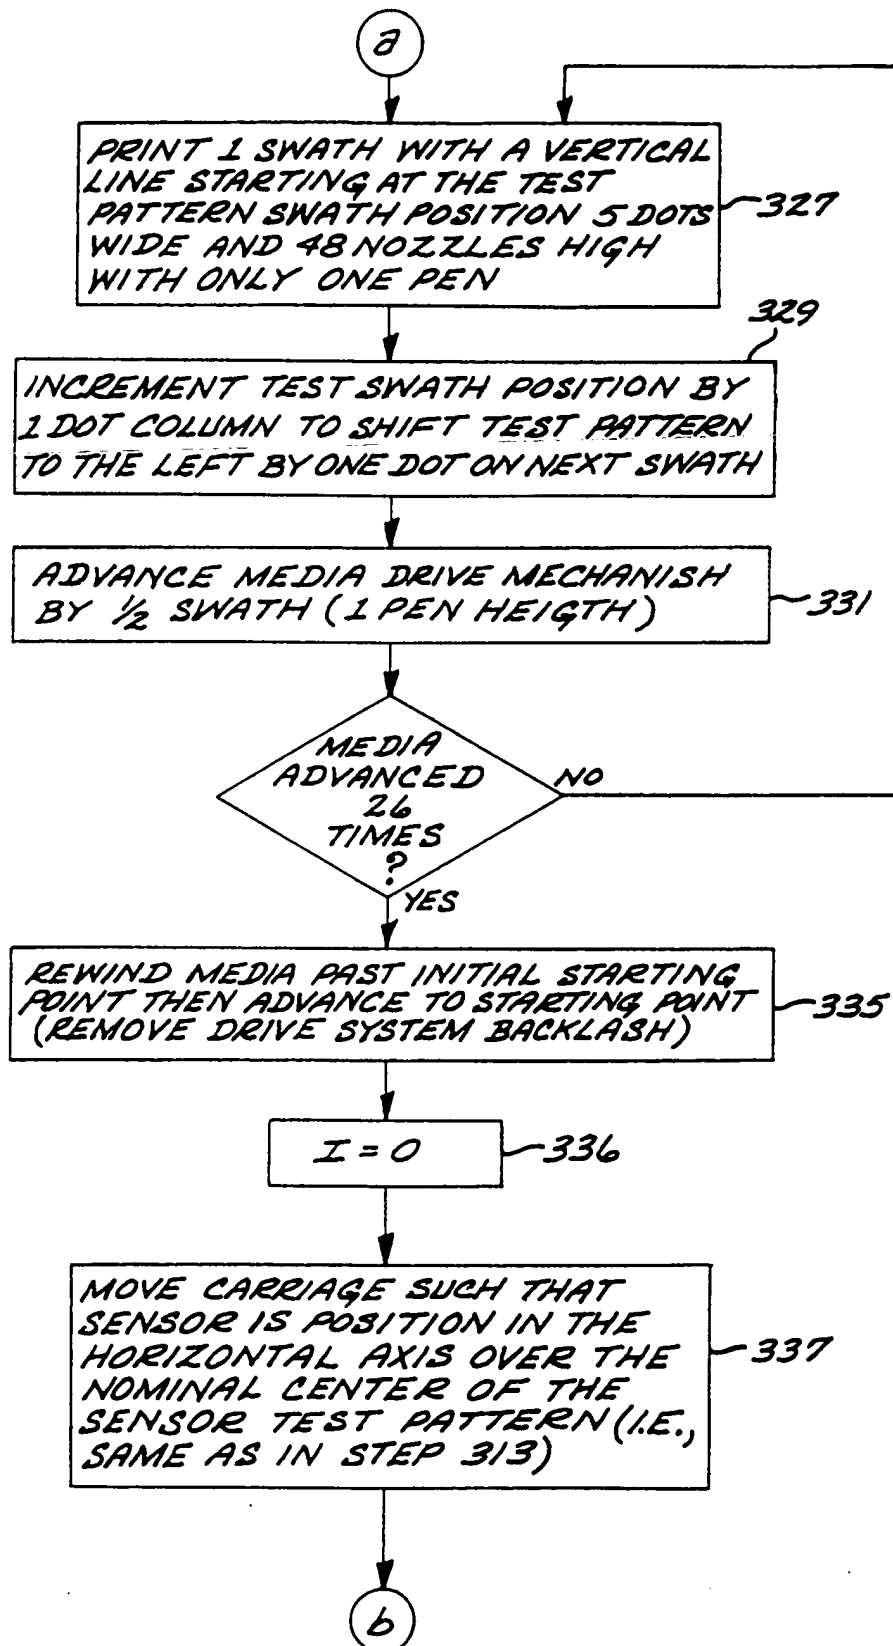 a
PRINT 1 SWATH WITH A VERTICAL
LINE STARTING AT THE TEST
PATTERN SWATH POSITION 5 DOTS
WIDE AND 48 NOZZLES HIGH
WITH ONLY ONE PEN
327
329
INCREMENT TEST SWATH POSITION BY
1 DOT COLUMN TO SHIFT TEST PATTERN
TO THE LEFT BY ONE DOT ON NEXT SWATH
ADVANCE MEDIA DRIVE MECHANISH
BY 1/2 SWATH (1 PEN HEIGTH)
331
MEDIA
ADVANCED
26
TIMES
?
NO
YES
REWIND MEDIA PAST INITIAL STARTING
POINT THEN ADVANCE TO STARTING POINT
(REMOVE DRIVE SYSTEM BACKLASH)
335
I = 0
336
MOVE CARRIAGE SUCH THAT
SENSOR IS POSITION IN THE
HORIZONTAL AXIS OVER THE
NOMINAL CENTER OF THE
SENSOR TEST PATTERN (I.E.,
SAME AS IN STEP 313)
337
b